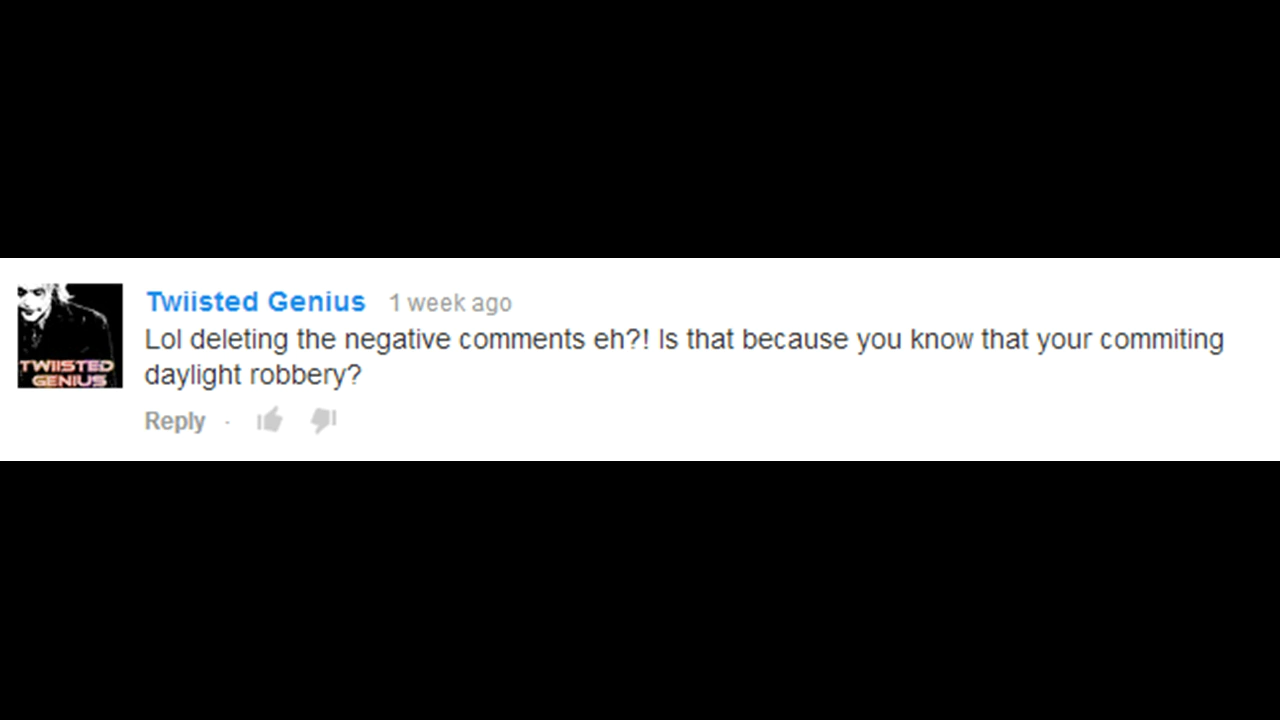 Twiisted Genius 1 week ago
Lol deleting the negative comments eh?! Is that because you know that your commiting
daylight robbery?
TWIISTED
GENIUS
Reply ·